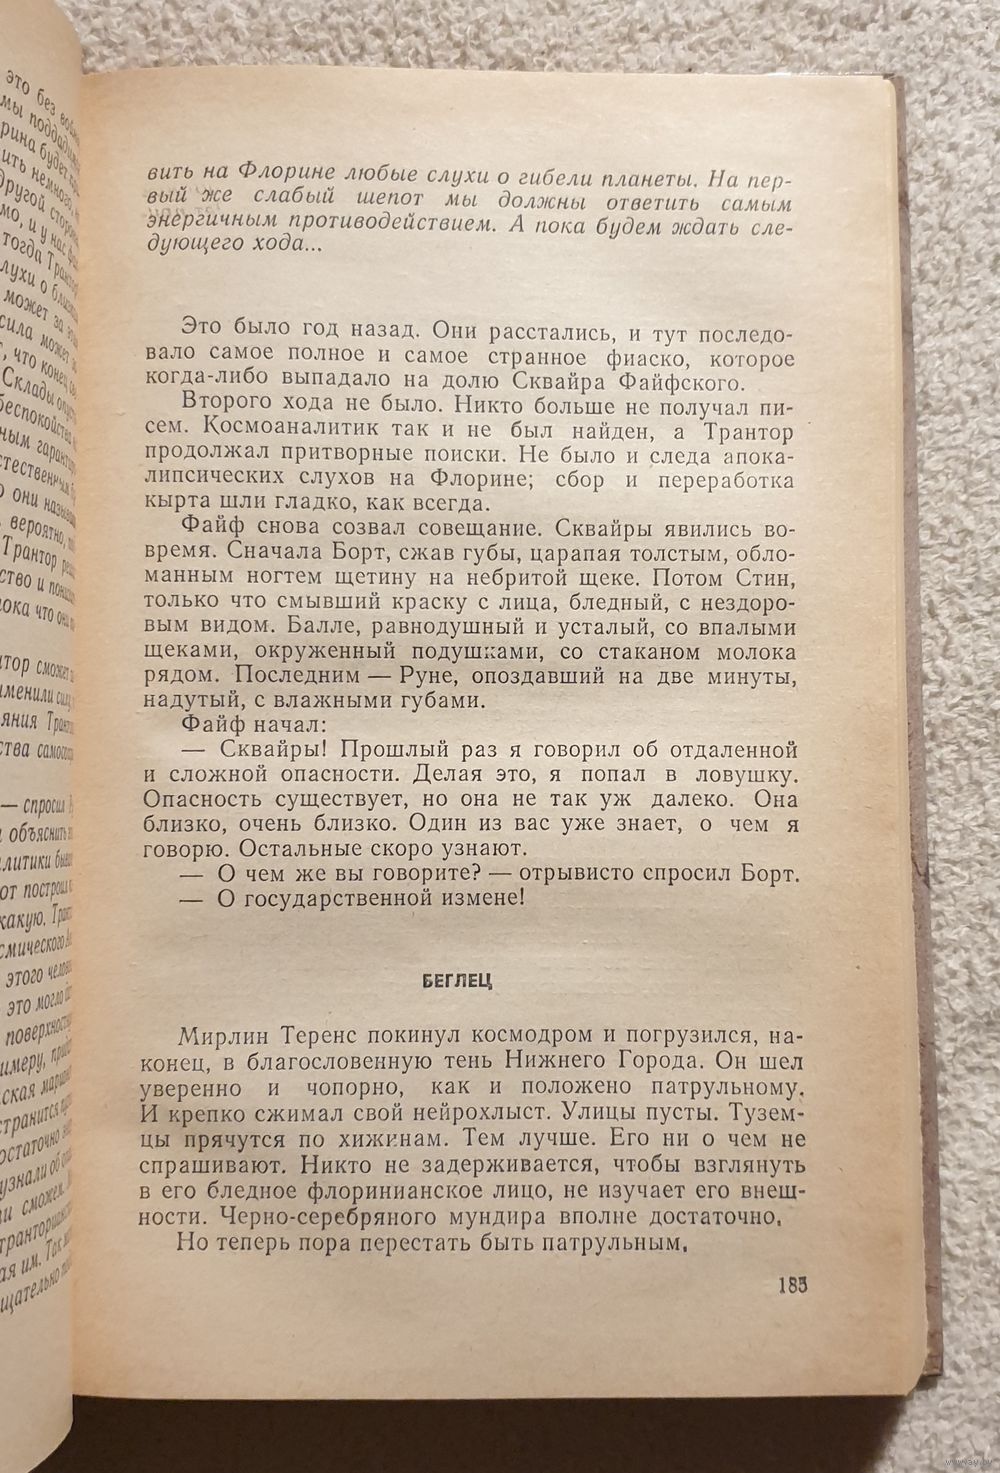 вить на Флорине любые слухи о гибели планеты. На пер-
вый же слабый шепот мы должны ответить самым
энергичным противодействием. А пока будем ждать сле-
дующего хода...
Это было год назад. Они расстались, и тут последо-
вало самое полное и самое странное фиаско, которое
когда-либо выпадало на долю Сквайра Файфского.
Второго хода не было. Никто больше не получал пи-
сем. Космоаналитик так и не был найден, а Трантор
продолжал притворные поиски. Не было и следа апока-
липсических слухов на Флорине; сбор и переработка
кырта шли гладко, как всегда.
Файф снова созвал совещание. Сквайры явились во-
время. Сначала Борт, сжав губы, царапая толстым, обло-
манным ногтем щетину на небритой щеке. Потом Стин,
только что смывший краску с лица, бледный, с нездоро-
вым видом. Балле, равнодушный и усталый, со впалыми
щеками, окруженный подушками, со стаканом молока
рядом. Последним — Руне, опоздавший на две минуты,
надутый, с влажными губами.
Файф начал:
— Сквайры! Прошлый раз я говорил об отдаленной
и сложной опасности. Делая это, я попал в ловушку.
Опасность существует, но она не так уж далеко. Она
близко, очень близко. Один из вас уже знает, о чем я
говорю. Остальные скоро узнают.
— О чем же вы говорите? — отрывисто спросил Борт.
— О государственной измене!
БЕГЛЕЦ
Мирлин Теренс покинул космодром и погрузился, на-
конец, в благословенную тень Нижнего Города. Он шел
уверенно и чопорно, как и положено патрульному.
И крепко сжимал свой нейрохлыст. Улицы пусты. Тузем-
цы прячутся по хижинам. Тем лучше. Его ни о чем не
спрашивают. Никто не задерживается, чтобы взглянуть
в его бледное флоринианское лицо, не изучает его внеш-
ности. Черно-серебряного мундира вполне достаточно.
Но теперь пора перестать быть патрульным.
185
www.ay.by